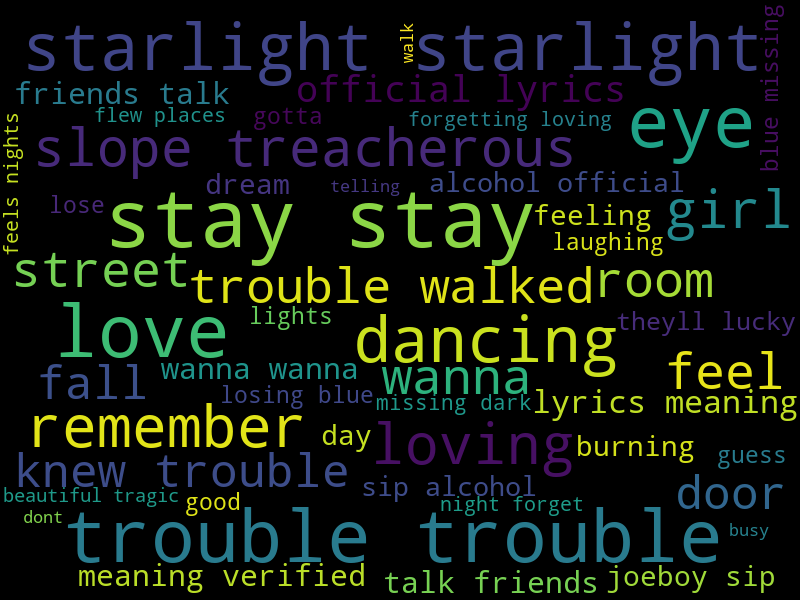 starlight starlight
walk
blue missing
friends talk
official lyrics
flew places
gotta
forgetting loving
eye
feels nights
slope treacherous
dream
telling
alcohol official
lose
stay stay
feeling
girl
laughing
street
trouble walked
room
love
lights
dancing
theyll lucky
fall
wanna wanna
wanna
feel
losing blue
missing dark
lyrics meaning
remember
day
loving
burning
guess
knew trouble
sip alcohol
door
beautiful tragic
good
night forget
dont
trouble trouble
busy
meaning verified
talk friends
joeboy sip